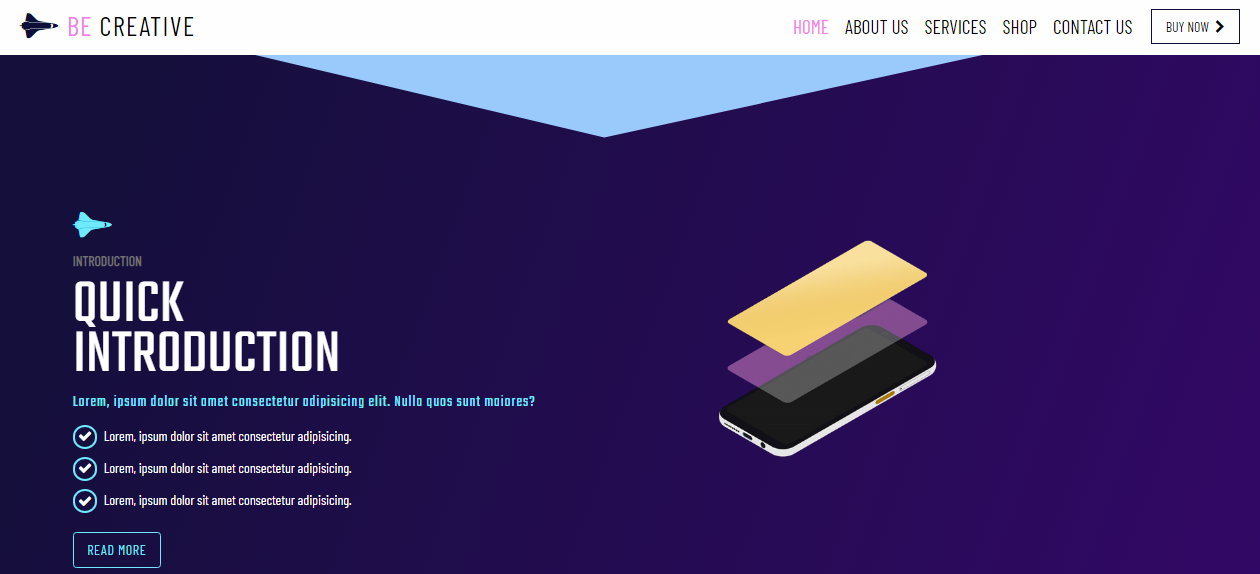 BE CREATIVE
HOME ABOUT US SERVICES SHOP CONTACT US BUY NOW
INTRODUCTION
QUICK
INTRODUCTION
Lorem, ipsum dolor sit amet consectetur adipisicing elit. Nulla quos sunt maiores?
Lorem, ipsum dolor sit amet consectetur adipisicing.
Lorem, ipsum dolor sit amet consectetur adipisicing.
Lorem, ipsum dolor sit amet consectetur adipisicing.
READ MORE